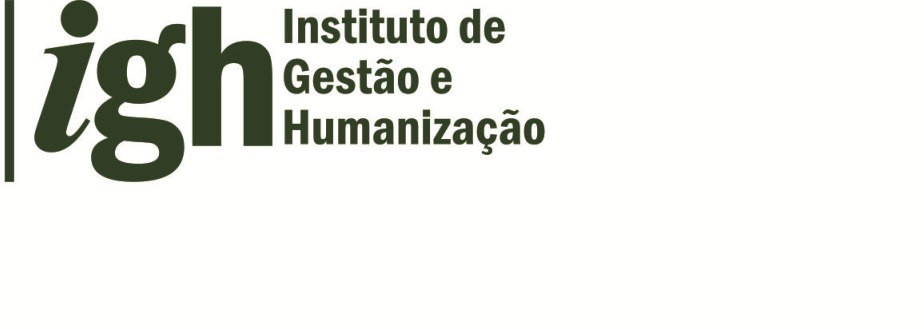 igh
Instituto de
Gestão e
Humanização